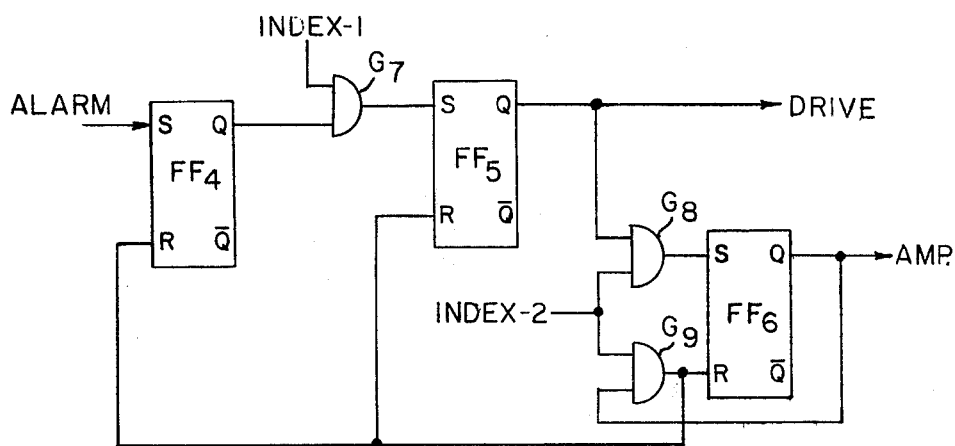 INDEX-1
G7
ALARM
S Q
FF4
R Q̅
S Q
FF5
R Q̅
DRIVE
G8
S Q
FF6
R Q̅
AMP.
INDEX-2
G9